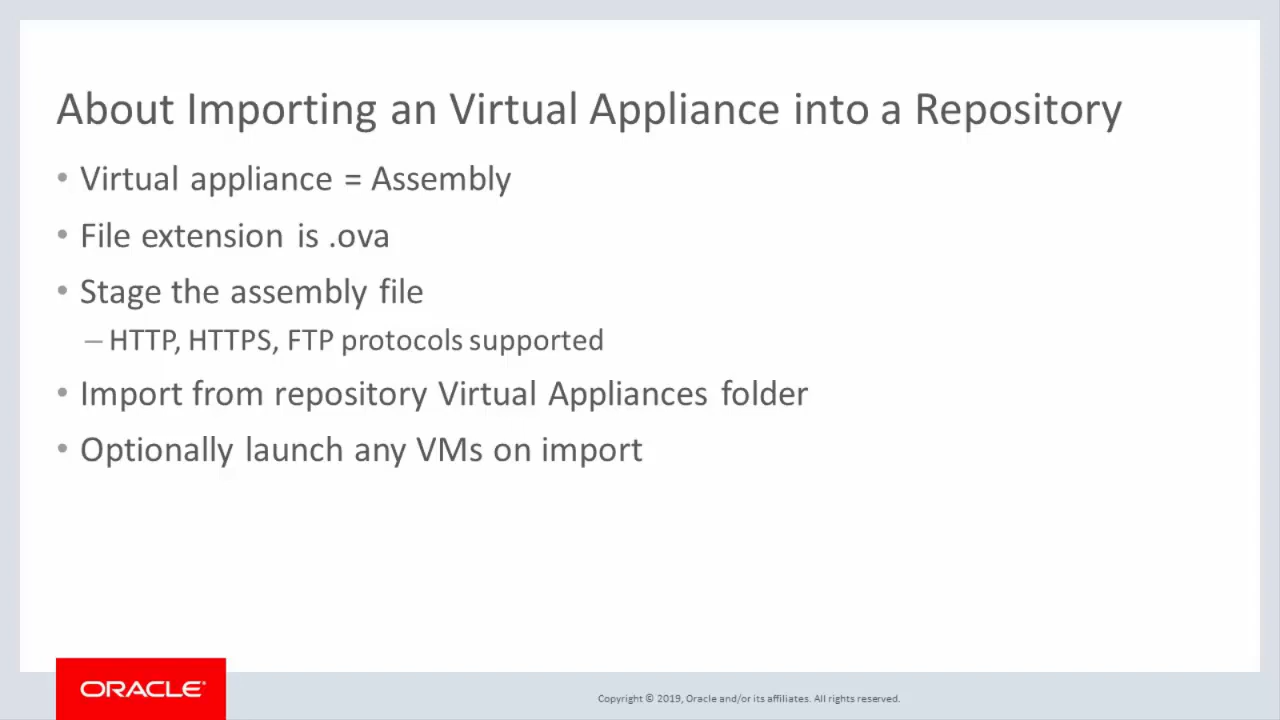 About Importing an Virtual Appliance into a Repository
• Virtual appliance = Assembly
• File extension is .ova
• Stage the assembly file
– HTTP, HTTPS, FTP protocols supported
• Import from repository Virtual Appliances folder
• Optionally launch any VMs on import
ORACLE®
Copyright © 2019, Oracle and/or its affiliates. All rights reserved.